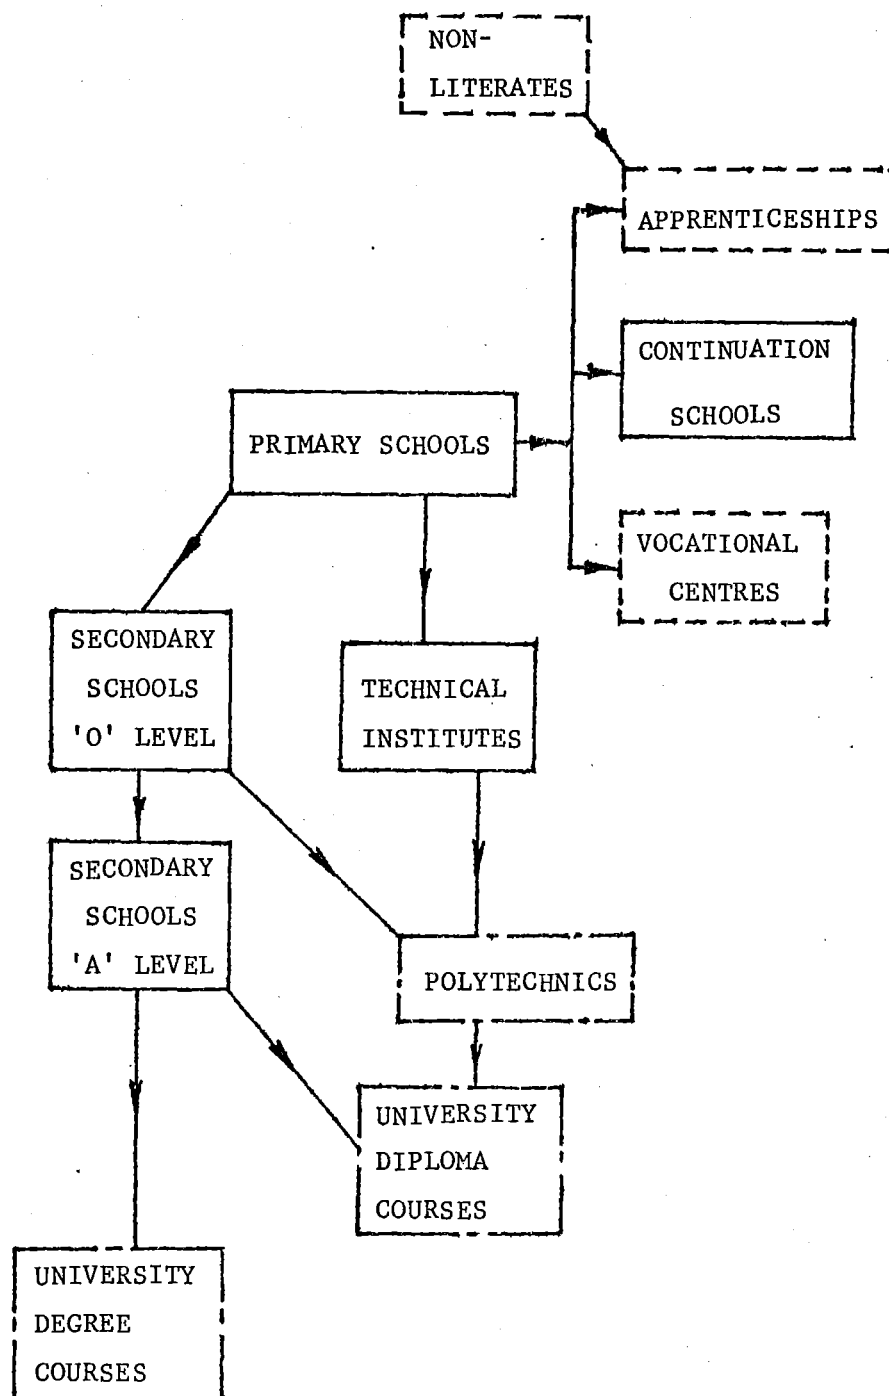 NON-
LITERATES
APPRENTICESHIPS
CONTINUATION
SCHOOLS
PRIMARY SCHOOLS
VOCATIONAL
CENTRES
SECONDARY
SCHOOLS
'O' LEVEL
TECHNICAL
INSTITUTES
SECONDARY
SCHOOLS
'A' LEVEL
POLYTECHNICS
UNIVERSITY
DIPLOMA
COURSES
UNIVERSITY
DEGREE
COURSES